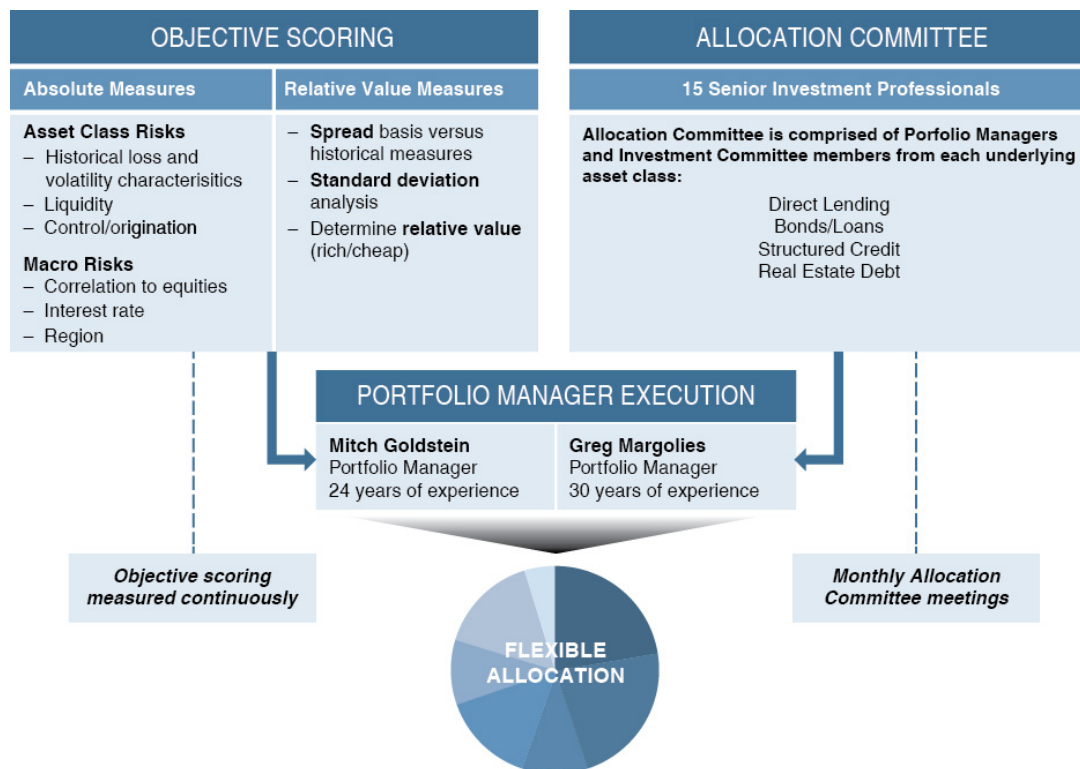 OBJECTIVE SCORING
Absolute Measures
Asset Class Risks
– Historical loss and
volatility characterisitics
– Liquidity
– Control/origination
Macro Risks
– Correlation to equities
– Interest rate
– Region
Relative Value Measures
– Spread basis versus
historical measures
– Standard deviation
analysis
– Determine relative value
(rich/cheap)
ALLOCATION COMMITTEE
15 Senior Investment Professionals
Allocation Committee is comprised of Porfolio Managers
and Investment Committee members from each underlying
asset class:
Direct Lending
Bonds/Loans
Structured Credit
Real Estate Debt
PORTFOLIO MANAGER EXECUTION
Mitch Goldstein
Portfolio Manager
24 years of experience
Greg Margolies
Portfolio Manager
30 years of experience
Objective scoring
measured continuously
Monthly Allocation
Committee meetings
FLEXIBLE
ALLOCATION